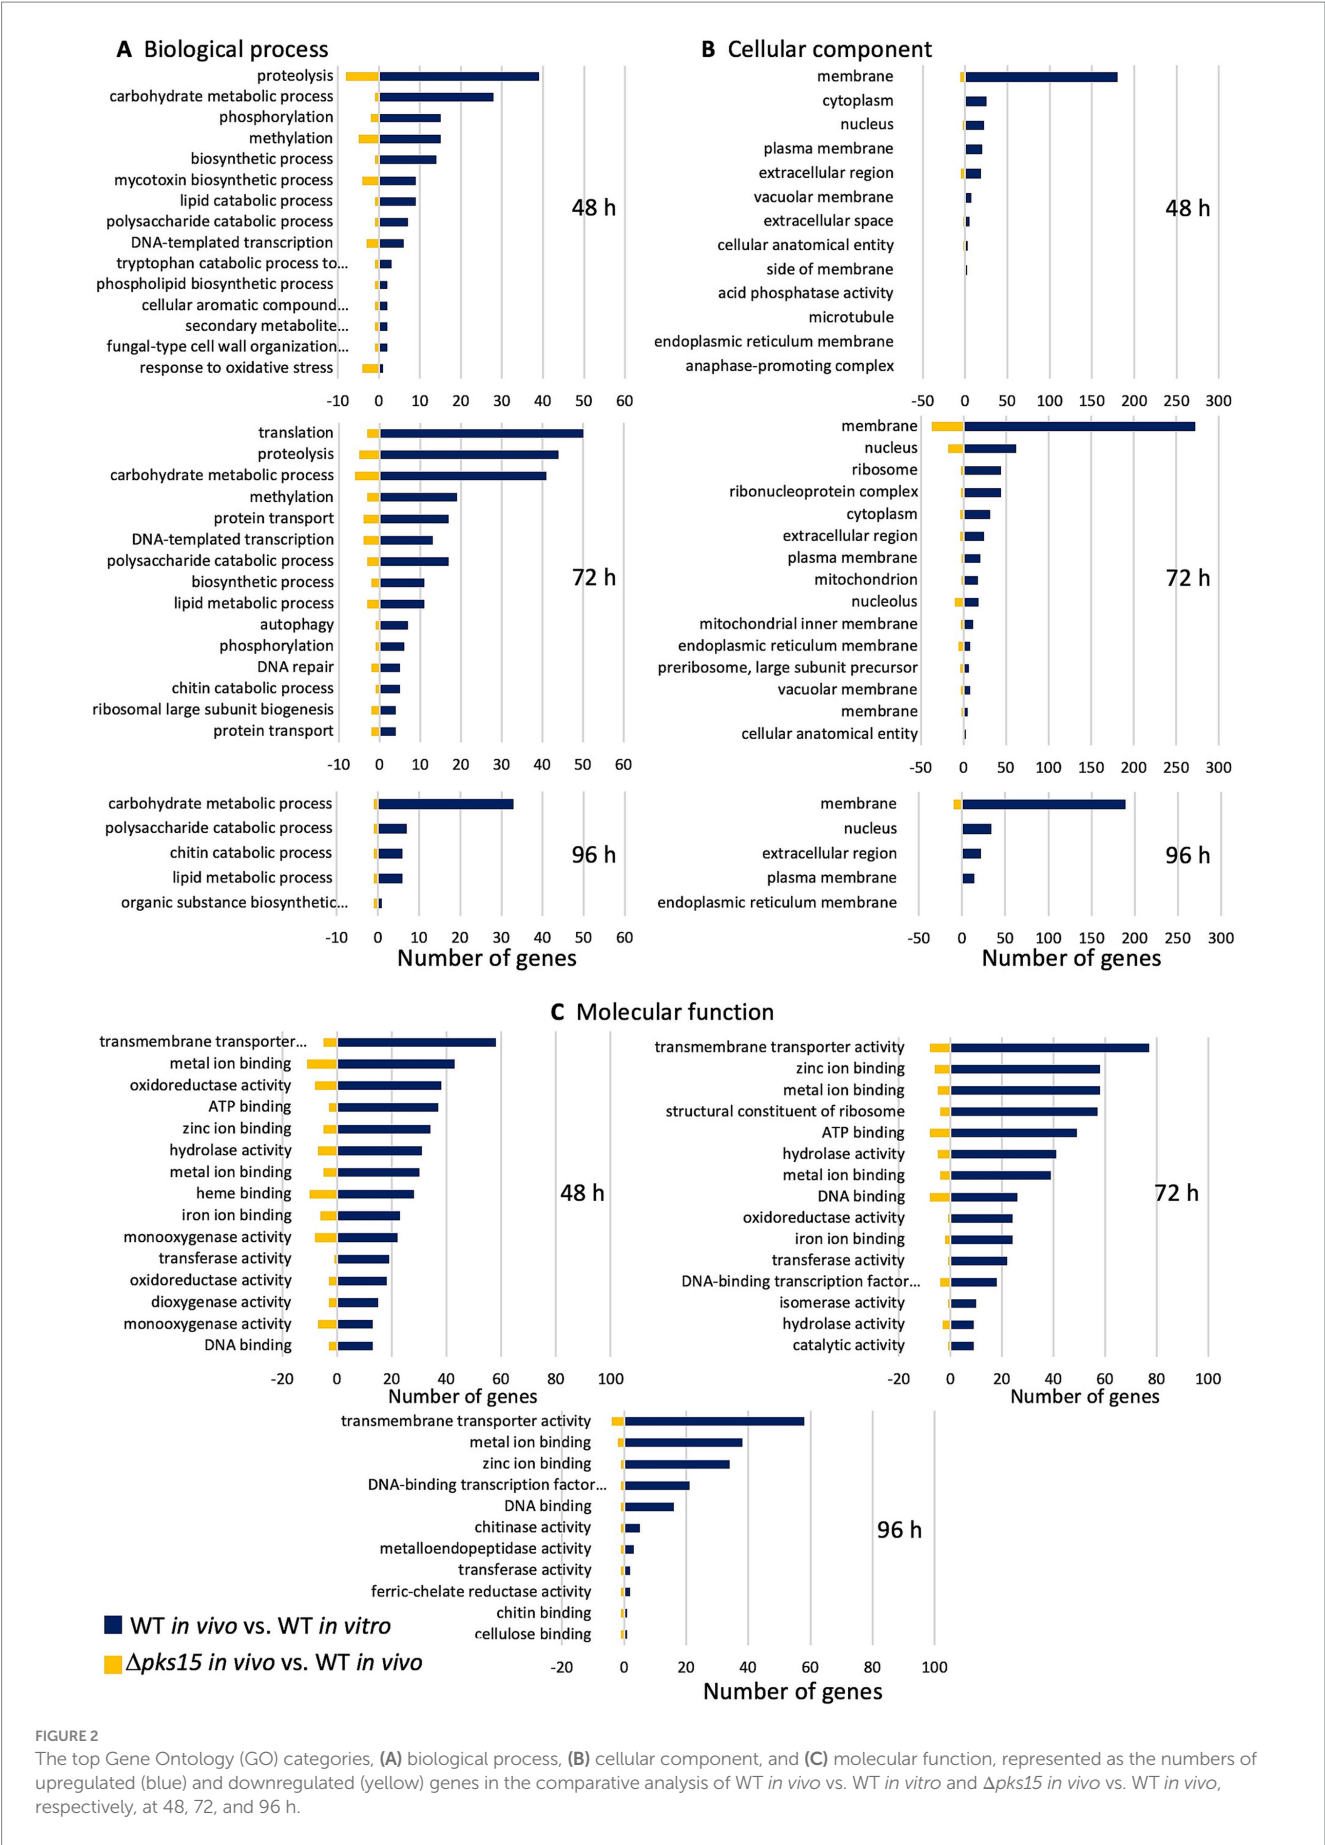 A Biological process
proteolysis
carbohydrate metabolic process
phosphorylation
methylation
biosynthetic process
mycotoxin biosynthetic process
lipid catabolic process
polysaccharide catabolic process
DNA-templated transcription
tryptophan catabolic process to...
phospholipid biosynthetic process
cellular aromatic compound...
secondary metabolite...
fungal-type cell wall organization...
response to oxidative stress
48 h
-10 0 10 20 30 40 50 60
translation
proteolysis
carbohydrate metabolic process
methylation
protein transport
DNA-templated transcription
polysaccharide catabolic process
biosynthetic process
lipid metabolic process
autophagy
phosphorylation
DNA repair
chitin catabolic process
ribosomal large subunit biogenesis
protein transport
72 h
-10 0 10 20 30 40 50 60
carbohydrate metabolic process
polysaccharide catabolic process
chitin catabolic process
lipid metabolic process
organic substance biosynthetic...
96 h
-10 0 10 20 30 40 50 60
Number of genes
B Cellular component
membrane
cytoplasm
nucleus
plasma membrane
extracellular region
vacuolar membrane
extracellular space
cellular anatomical entity
side of membrane
acid phosphatase activity
microtubule
endoplasmic reticulum membrane
anaphase-promoting complex
48 h
-50 0 50 100 150 200 250 300
membrane
nucleus
ribosome
ribonucleoprotein complex
cytoplasm
extracellular region
plasma membrane
mitochondrion
nucleolus
mitochondrial inner membrane
endoplasmic reticulum membrane
preribosome, large subunit precursor
vacuolar membrane
membrane
cellular anatomical entity
72 h
-50 0 50 100 150 200 250 300
membrane
nucleus
extracellular region
plasma membrane
endoplasmic reticulum membrane
96 h
-50 0 50 100 150 200 250 300
Number of genes
C Molecular function
transmembrane transporter...
metal ion binding
oxidoreductase activity
ATP binding
zinc ion binding
hydrolase activity
metal ion binding
heme binding
iron ion binding
monooxygenase activity
transferase activity
oxidoreductase activity
dioxygenase activity
monooxygenase activity
DNA binding
48 h
-20 0 20 40 60 80 100
Number of genes
transmembrane transporter activity
zinc ion binding
metal ion binding
structural constituent of ribosome
ATP binding
hydrolase activity
metal ion binding
DNA binding
oxidoreductase activity
iron ion binding
transferase activity
DNA-binding transcription factor...
isomerase activity
hydrolase activity
catalytic activity
72 h
-20 0 20 40 60 80 100
Number of genes
transmembrane transporter activity
metal ion binding
zinc ion binding
DNA-binding transcription factor...
DNA binding
chitinase activity
metalloendopeptidase activity
transferase activity
ferric-chelate reductase activity
chitin binding
cellulose binding
96 h
-20 0 20 40 60 80 100
Number of genes
WT in vivo vs. WT in vitro
Δpks15 in vivo vs. WT in vivo
FIGURE 2
The top Gene Ontology (GO) categories, (A) biological process, (B) cellular component, and (C) molecular function, represented as the numbers of
upregulated (blue) and downregulated (yellow) genes in the comparative analysis of WT in vivo vs. WT in vitro and Δpks15 in vivo vs. WT in vivo,
respectively, at 48, 72, and 96 h.